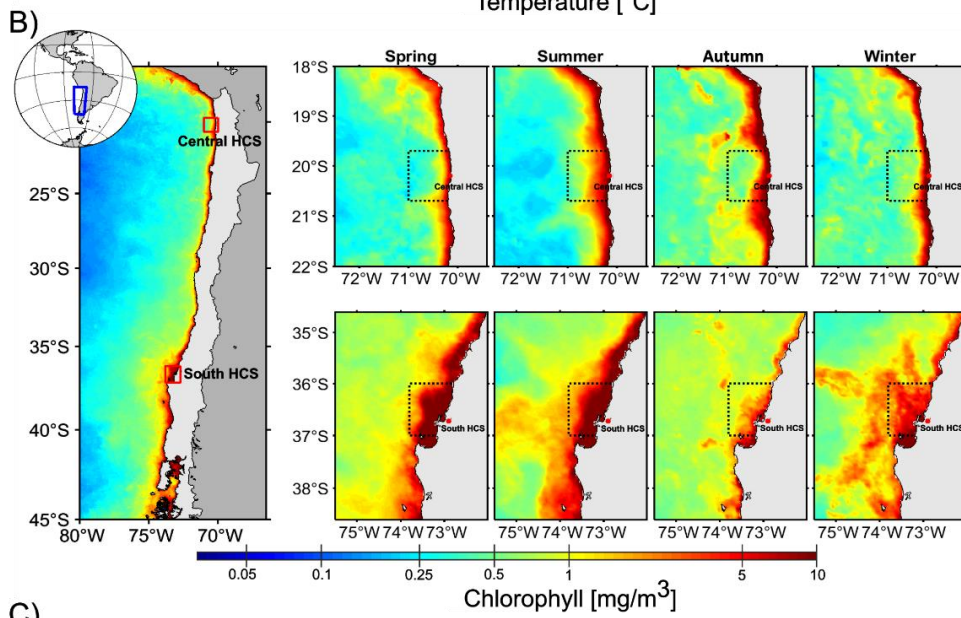 Temperature [°C]
B)
Spring Summer Autumn Winter
18°S
19°S
20°S
21°S
22°S
Central HCS
Central HCS Central HCS Central HCS Central HCS
72°W 71°W 70°W 72°W 71°W 70°W 72°W 71°W 70°W 72°W 71°W 70°W
25°S
30°S
35°S
40°S
45°S
South HCS
80°W 75°W 70°W
35°S
36°S
37°S
38°S
South HCS South HCS South HCS South HCS
75°W 74°W 73°W 75°W 74°W 73°W 75°W 74°W 73°W 75°W 74°W 73°W
0.05 0.1 0.25 0.5 1 5 10
Chlorophyll [mg/m³]
C)